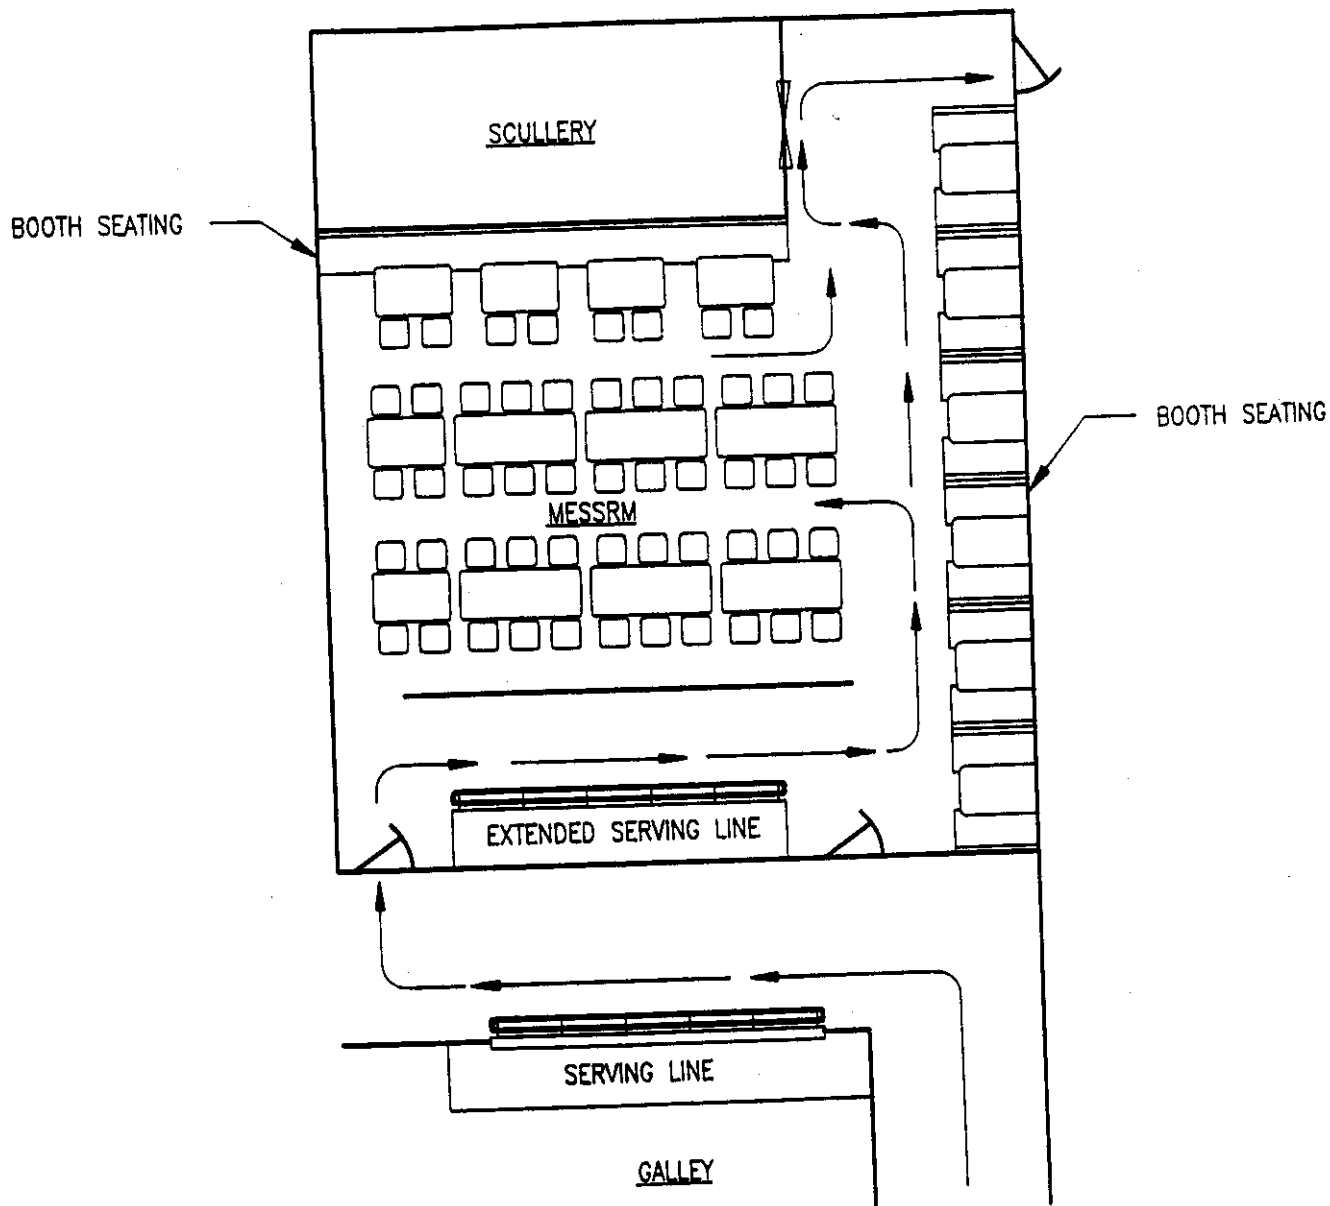 SCULLERY
BOOTH SEATING
BOOTH SEATING
MESSRM
EXTENDED SERVING LINE
SERVING LINE
GALLEY